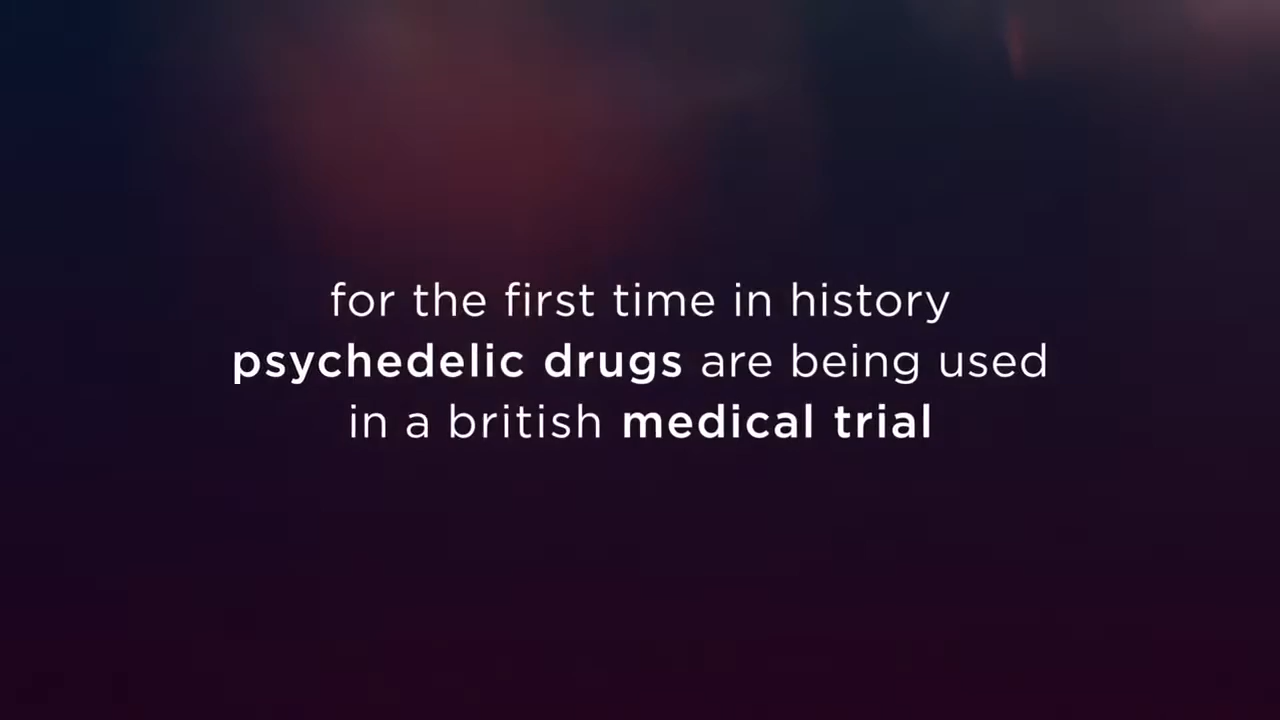 for the first time in history
psychedelic drugs are being used
in a british medical trial